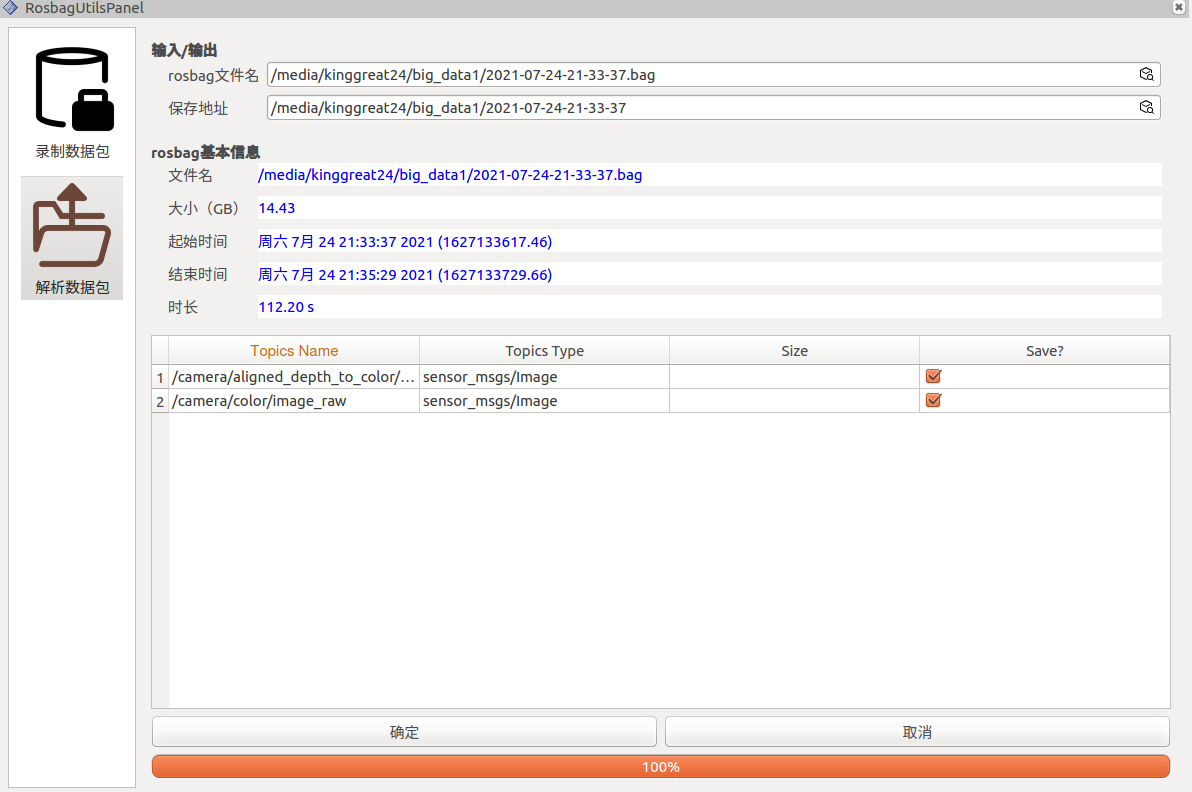 RosbagUtilsPanel
录制数据包
解析数据包
输入/输出
rosbag文件名 /media/kinggreat24/big_data1/2021-07-24-21-33-37.bag
保存地址 /media/kinggreat24/big_data1/2021-07-24-21-33-37
rosbag基本信息
文件名 /media/kinggreat24/big_data1/2021-07-24-21-33-37.bag
大小（GB） 14.43
起始时间 周六 7月 24 21:33:37 2021 (1627133617.46)
结束时间 周六 7月 24 21:35:29 2021 (1627133729.66)
时长 112.20 s
Topics Name Topics Type Size Save?
1 /camera/aligned_depth_to_color/... sensor_msgs/Image
2 /camera/color/image_raw sensor_msgs/Image
确定 取消
100%